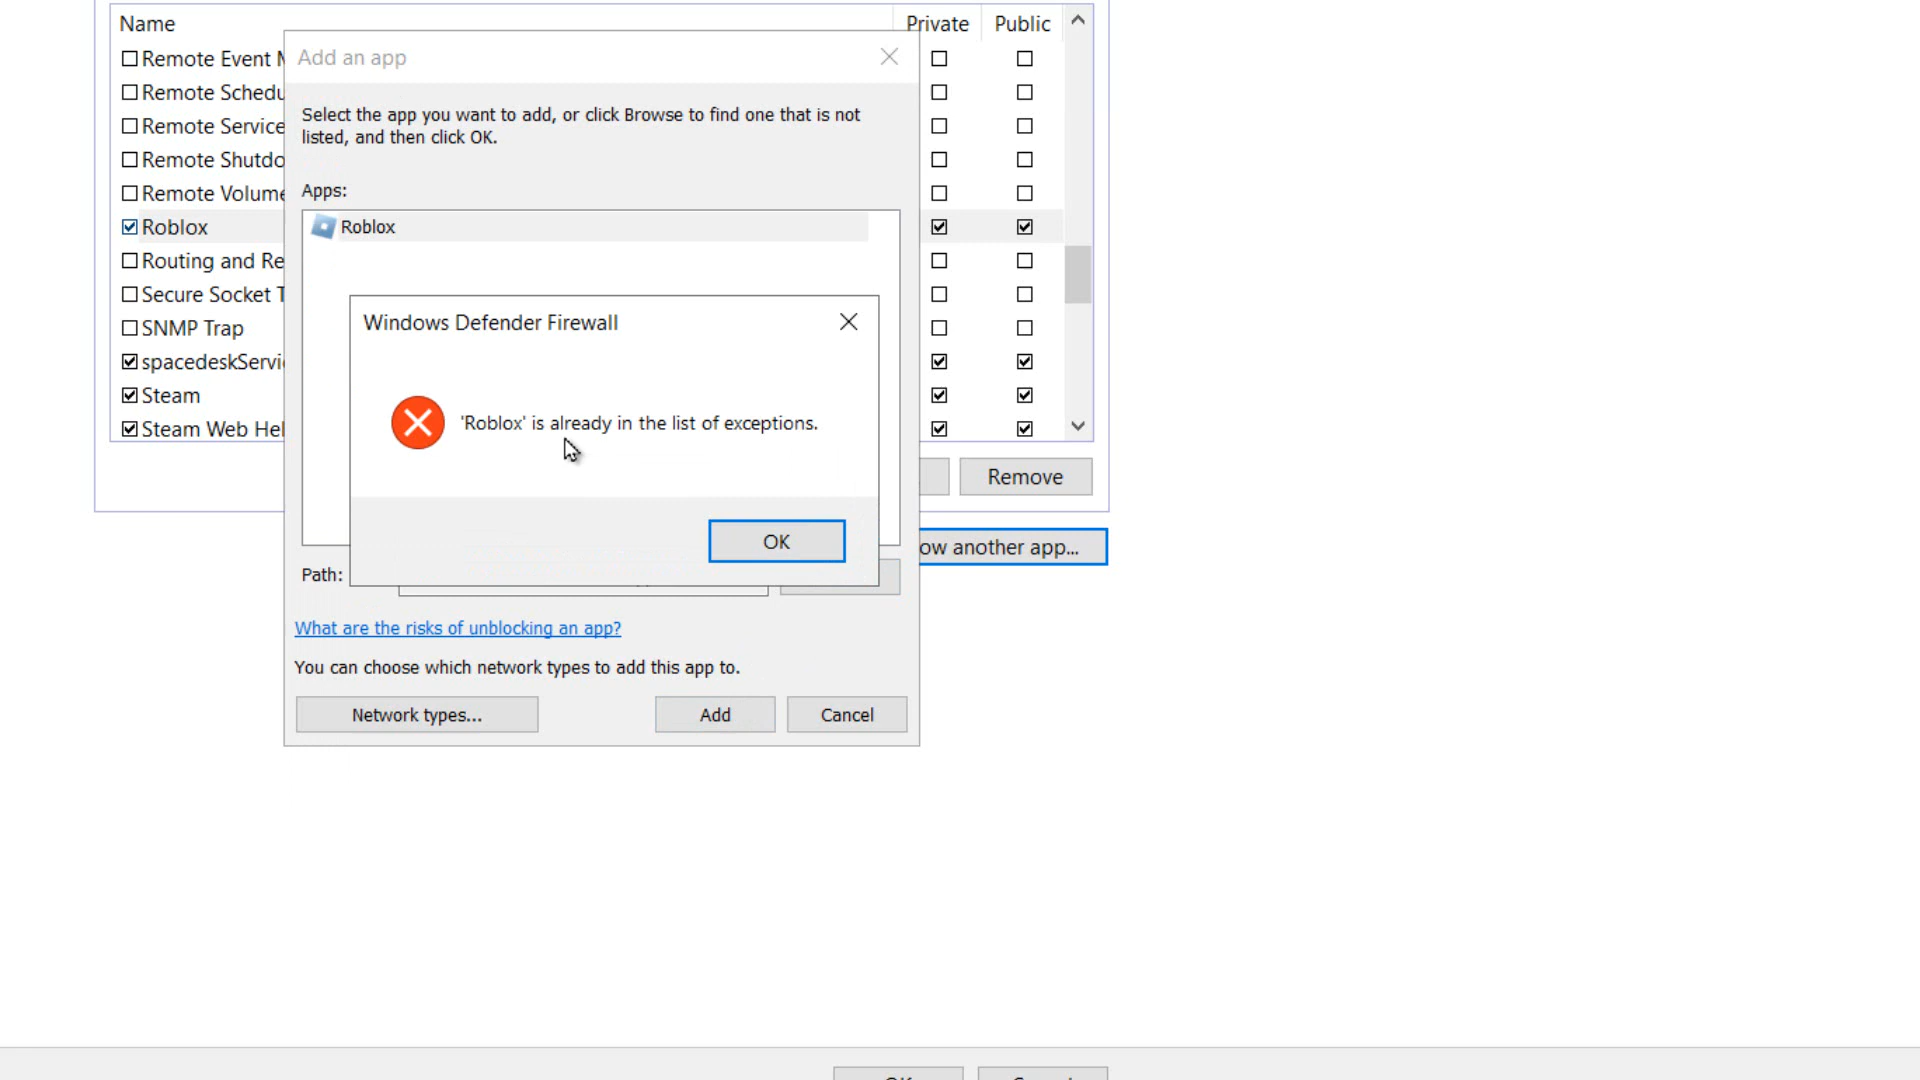 Name
Private
Public
Remote Event M
Remote Schedu
Remote Service
Remote Shutdo
Remote Volume
Roblox
Routing and Re
Secure Socket T
SNMP Trap
spacedeskServi
Steam
Steam Web Hel
Remove
ow another app...
Add an app
Select the app you want to add, or click Browse to find one that is not
listed, and then click OK.
Apps:
Roblox
Windows Defender Firewall
'Roblox' is already in the list of exceptions.
OK
Path:
What are the risks of unblocking an app?
You can choose which network types to add this app to.
Network types...
Add
Cancel